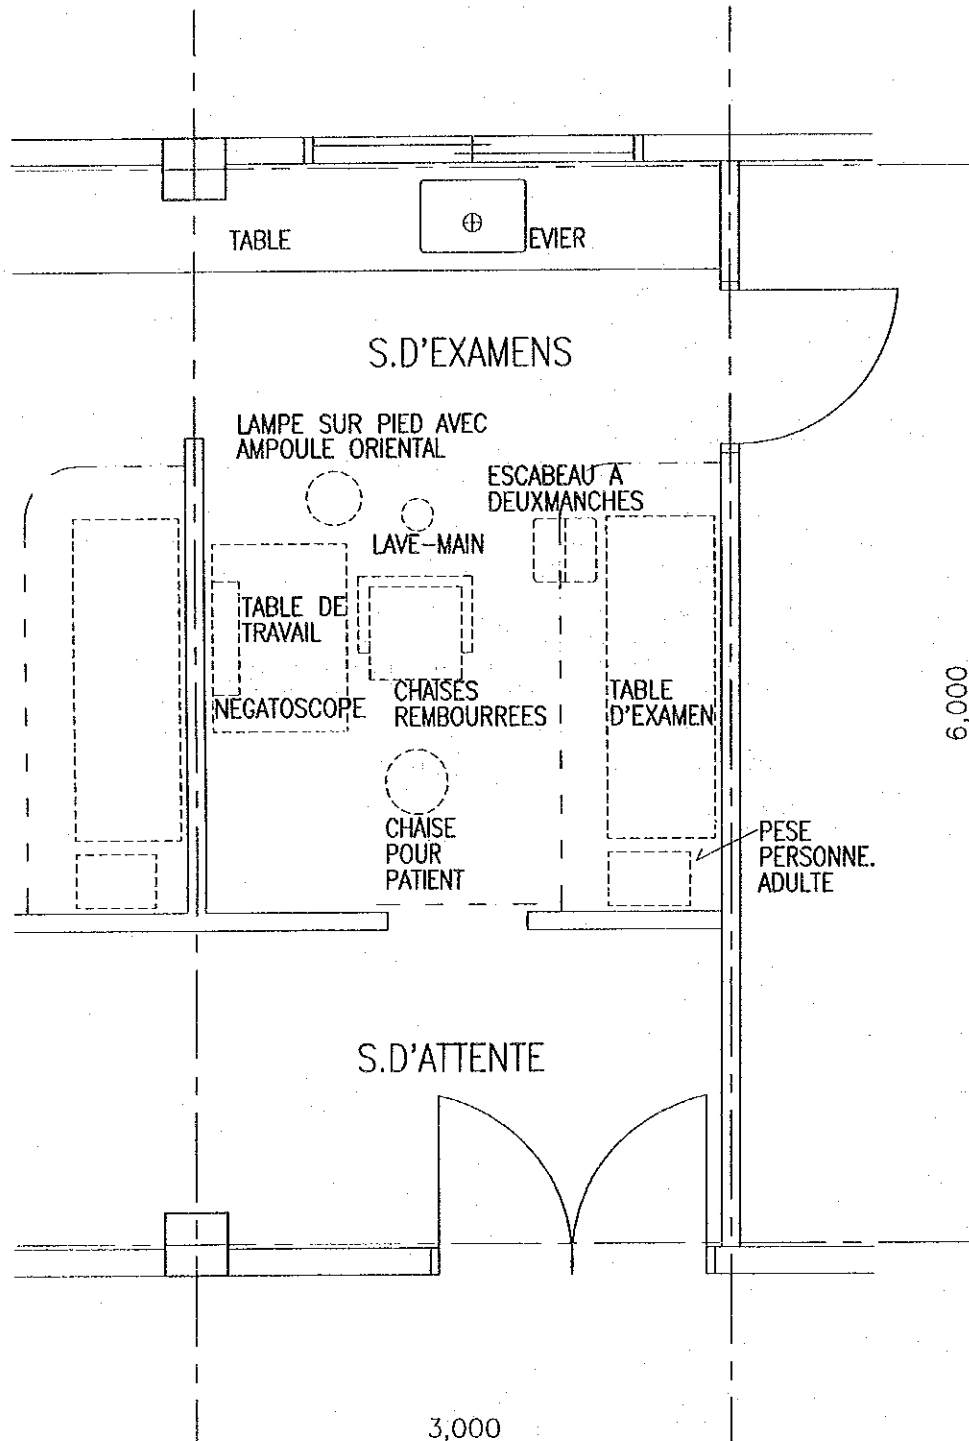 TABLE
EVIER
S.D'EXAMENS
LAMPE SUR PIED AVEC
AMPOULE ORIENTAL
ESCABEAU A
DEUXMANCHES
LAVE-MAIN
TABLE DE
TRAVAIL
NEGATOSCOPE
CHAISES
REMBOURREES
TABLE
D'EXAMEN
6,000
CHAISE
POUR
PATIENT
PESE
PERSONNE.
ADULTE
S.D'ATTENTE
3,000